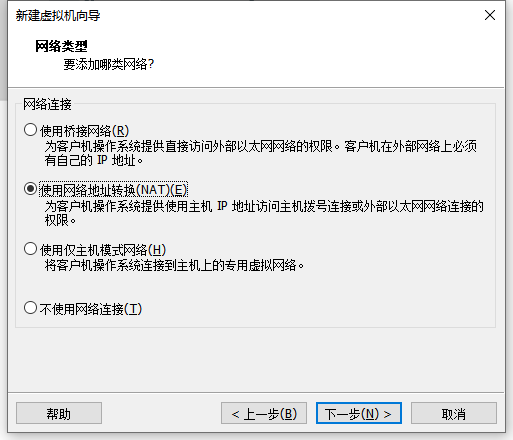 新建虚拟机向导
网络类型
要添加哪类网络?
网络连接
使用桥接网络(R)
为客户机操作系统提供直接访问外部以太网网络的权限。客户机在外部网络上必须
有自己的 IP 地址。
使用网络地址转换(NAT)(E)
为客户机操作系统提供使用主机 IP 地址访问主机拨号连接或外部以太网网络连接的
权限。
使用仅主机模式网络(H)
将客户机操作系统连接到主机上的专用虚拟网络。
不使用网络连接(T)
帮助
< 上一步(B)
下一步(N) >
取消